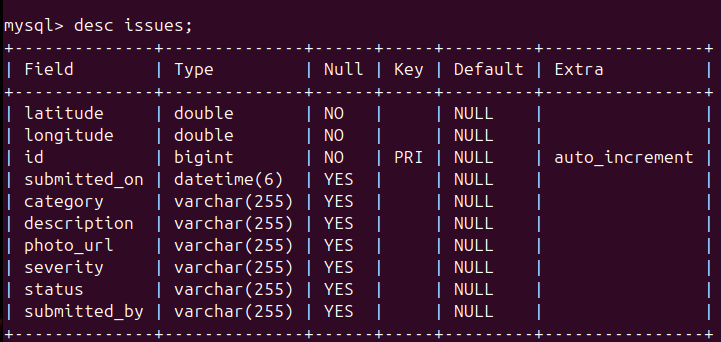 mysql> desc issues;
+--------------+--------------+------+-----+---------+----------------+
| Field        | Type         | Null | Key | Default | Extra          |
+--------------+--------------+------+-----+---------+----------------+
| latitude     | double       | NO   |     | NULL    |                |
| longitude    | double       | NO   |     | NULL    |                |
| id           | bigint       | NO   | PRI | NULL    | auto_increment |
| submitted_on | datetime(6)  | YES  |     | NULL    |                |
| category     | varchar(255) | YES  |     | NULL    |                |
| description  | varchar(255) | YES  |     | NULL    |                |
| photo_url    | varchar(255) | YES  |     | NULL    |                |
| severity     | varchar(255) | YES  |     | NULL    |                |
| status       | varchar(255) | YES  |     | NULL    |                |
| submitted_by | varchar(255) | YES  |     | NULL    |                |
+--------------+--------------+------+-----+---------+----------------+